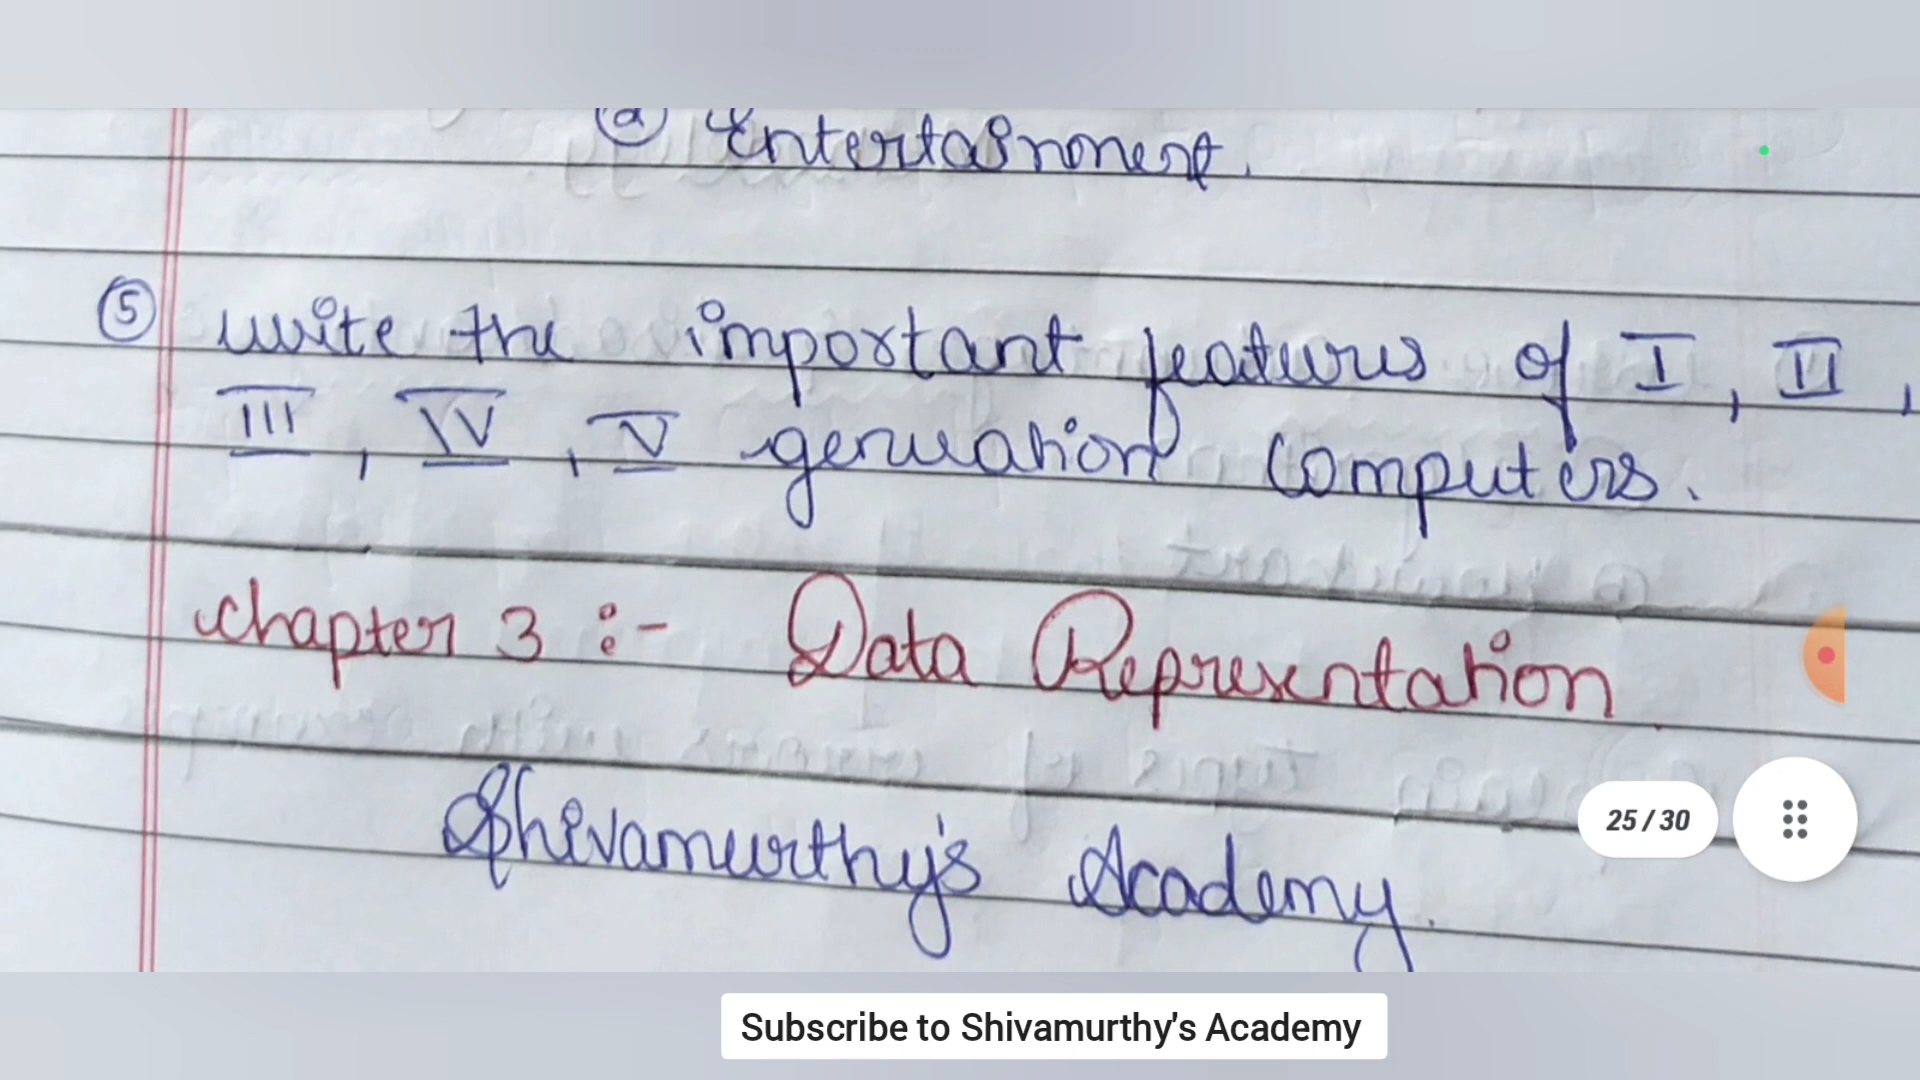 ⓓ Entertainment.
⑤ write the important features of I, II,
III, IV, V generation computers.
chapter 3 :- Data Representation
Shivamurthy's Academy.
25 / 30
Subscribe to Shivamurthy's Academy